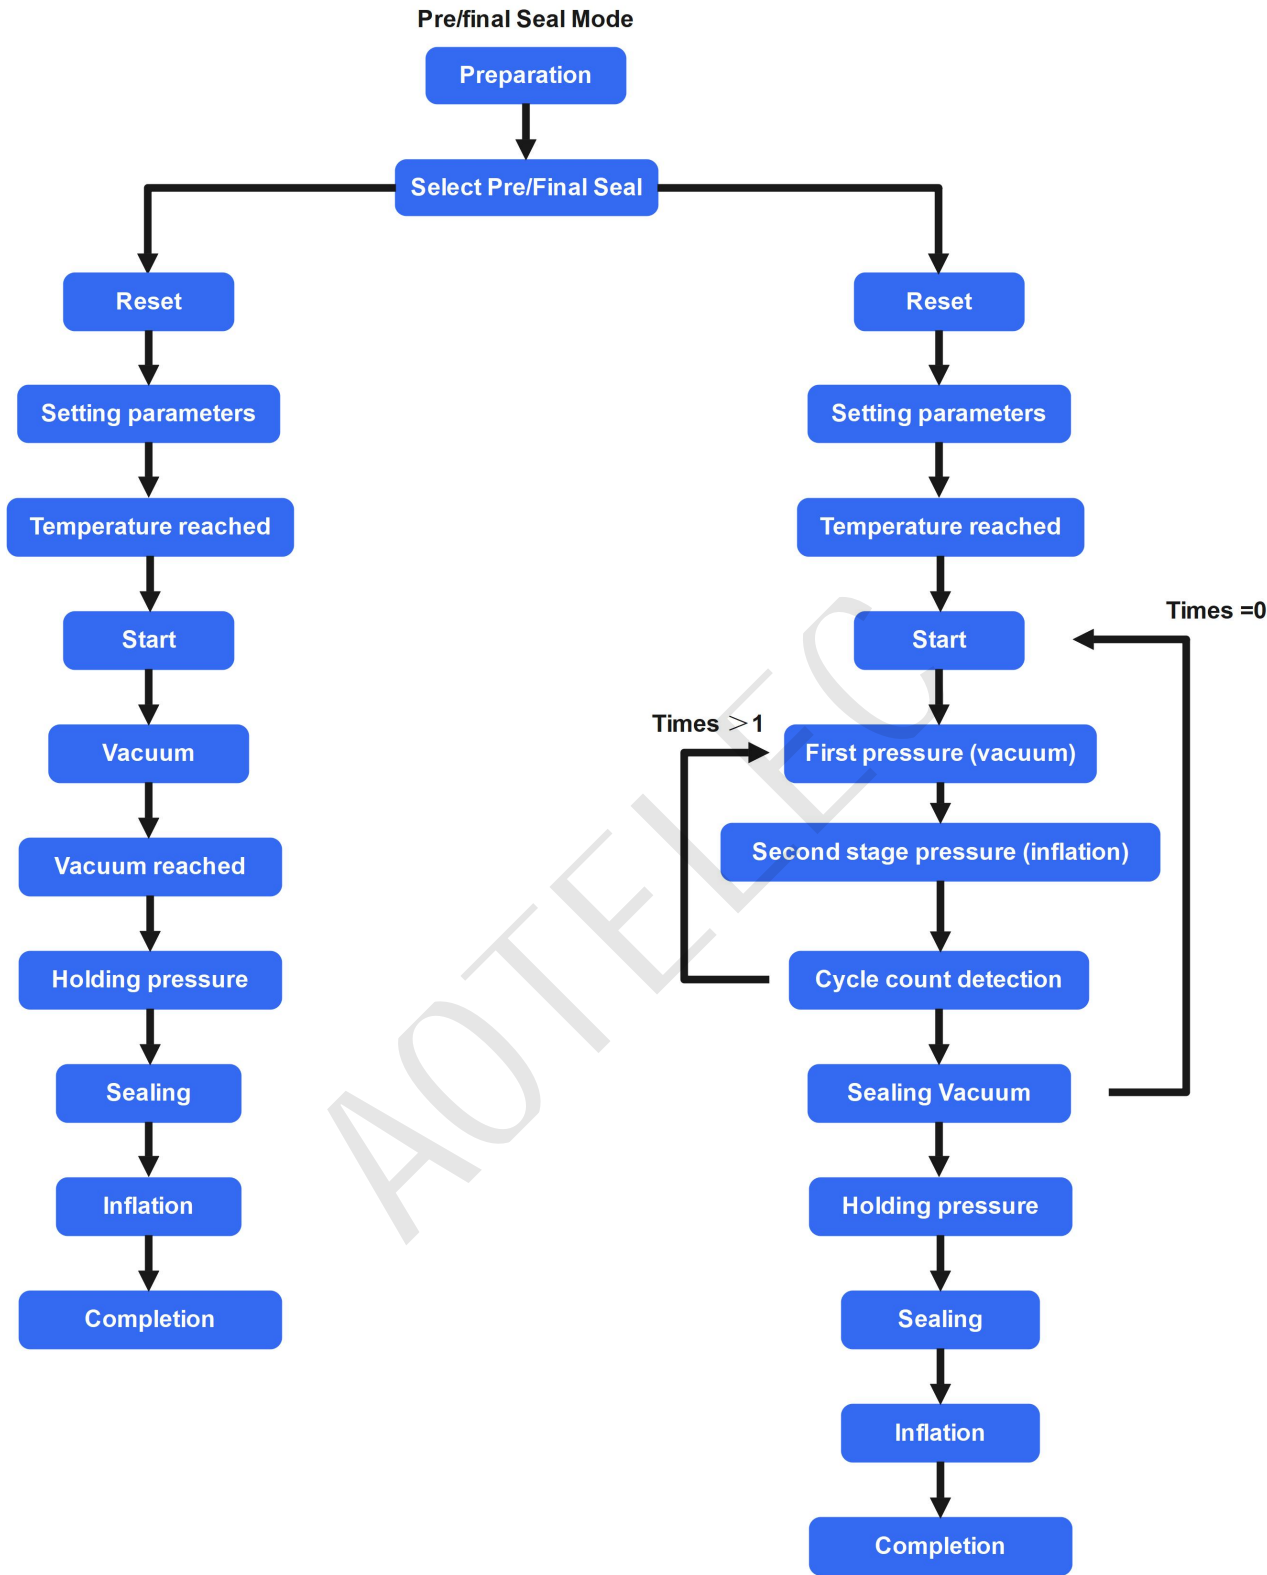 Pre/final Seal Mode
Preparation
Select Pre/Final Seal
Reset
Setting parameters
Temperature reached
Start
Vacuum
Vacuum reached
Holding pressure
Sealing
Inflation
Completion
Reset
Setting parameters
Temperature reached
Start
Times =0
Times >1
First pressure (vacuum)
Second stage pressure (inflation)
Cycle count detection
Sealing Vacuum
Holding pressure
Sealing
Inflation
Completion
AOTELEC